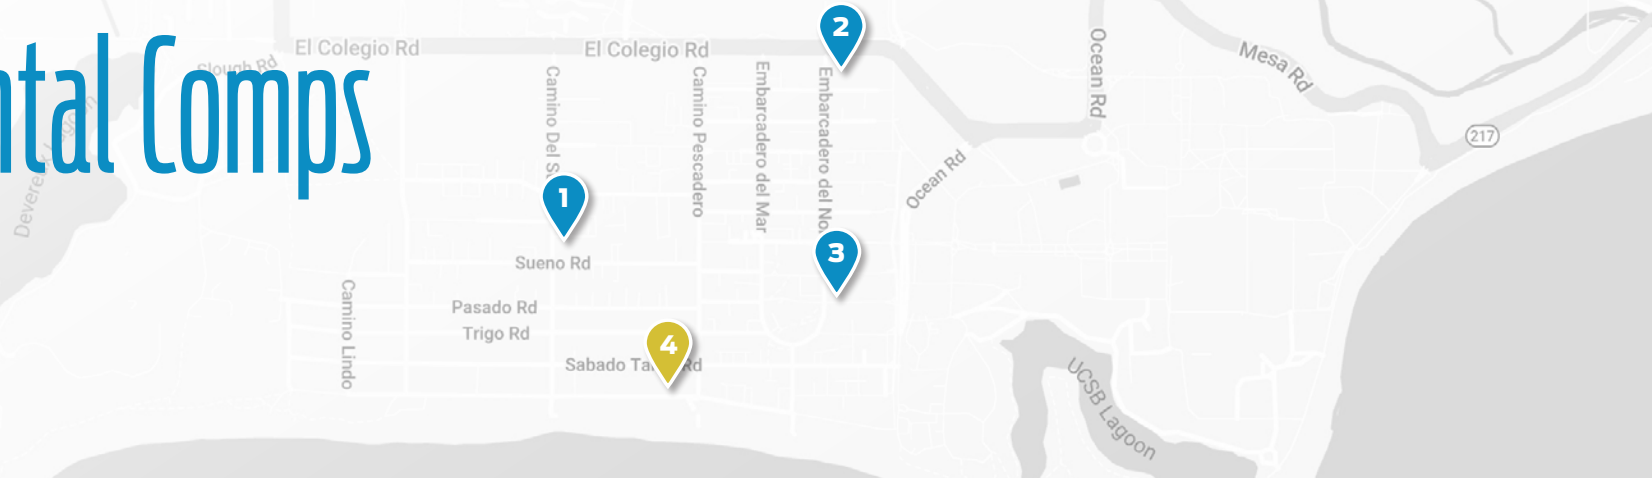 ntal Comps
El Colegio Rd
El Colegio Rd
Slough Rd
Camino Del S
Camino Pescadero
Embarcadero del Mar
Embarcadero del No
2
Ocean Rd
Mesa Rd
217
Ocean Rd
1
3
Sueno Rd
Camino Lindo
Pasado Rd
Trigo Rd
4
Sabado Ta Rd
UCSB Lagoon